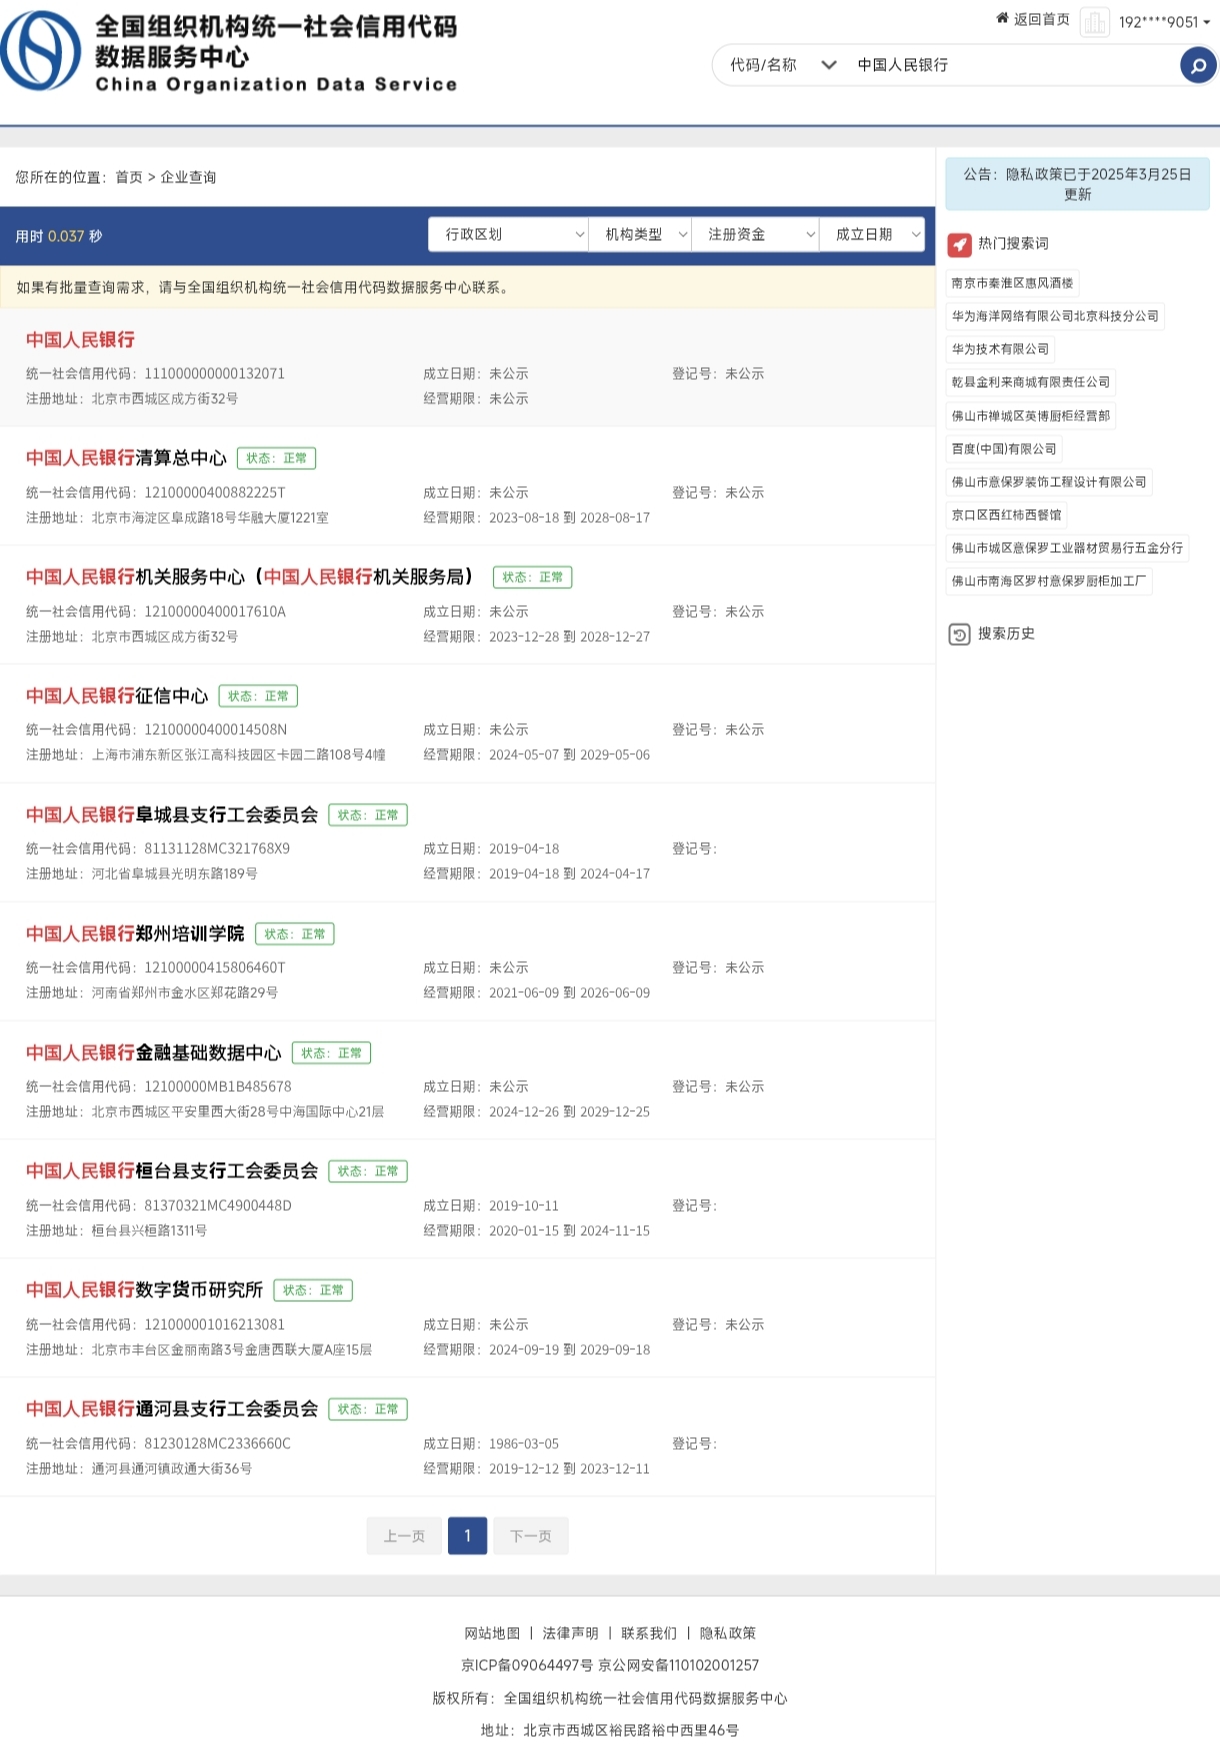 全国组织机构统一社会信用代码
数据服务中心
China Organization Data Service
返回首页 192****9051
代码/名称 中国人民银行
您所在的位置：首页 > 企业查询
用时 0.037 秒 行政区划 机构类型 注册资金 成立日期
如果有批量查询需求，请与全国组织机构统一社会信用代码数据服务中心联系。
中国人民银行
统一社会信用代码：111000000000132071 成立日期：未公示 登记号：未公示
注册地址：北京市西城区成方街32号 经营期限：未公示
中国人民银行清算总中心 状态：正常
统一社会信用代码：12100000400882225T 成立日期：未公示 登记号：未公示
注册地址：北京市海淀区阜成路18号华融大厦1221室 经营期限：2023-08-18 到 2028-08-17
中国人民银行机关服务中心（中国人民银行机关服务局） 状态：正常
统一社会信用代码：12100000400017610A 成立日期：未公示 登记号：未公示
注册地址：北京市西城区成方街32号 经营期限：2023-12-28 到 2028-12-27
中国人民银行征信中心 状态：正常
统一社会信用代码：12100000400014508N 成立日期：未公示 登记号：未公示
注册地址：上海市浦东新区张江高科技园区卡园二路108号4幢 经营期限：2024-05-07 到 2029-05-06
中国人民银行阜城县支行工会委员会 状态：正常
统一社会信用代码：81131128MC321768X9 成立日期：2019-04-18 登记号：
注册地址：河北省阜城县光明东路189号 经营期限：2019-04-18 到 2024-04-17
中国人民银行郑州培训学院 状态：正常
统一社会信用代码：12100000415806460T 成立日期：未公示 登记号：未公示
注册地址：河南省郑州市金水区郑花路29号 经营期限：2021-06-09 到 2026-06-09
中国人民银行金融基础数据中心 状态：正常
统一社会信用代码：12100000MB1B485678 成立日期：未公示 登记号：未公示
注册地址：北京市西城区平安里西大街28号中海国际中心21层 经营期限：2024-12-26 到 2029-12-25
中国人民银行桓台县支行工会委员会 状态：正常
统一社会信用代码：81370321MC4900448D 成立日期：2019-10-11 登记号：
注册地址：桓台县兴桓路1311号 经营期限：2020-01-15 到 2024-11-15
中国人民银行数字货币研究所 状态：正常
统一社会信用代码：121000001016213081 成立日期：未公示 登记号：未公示
注册地址：北京市丰台区金丽南路3号金唐西联大厦A座15层 经营期限：2024-09-19 到 2029-09-18
中国人民银行通河县支行工会委员会 状态：正常
统一社会信用代码：81230128MC2336660C 成立日期：1986-03-05 登记号：
注册地址：通河县通河镇政通大街36号 经营期限：2019-12-12 到 2023-12-11
上一页 1 下一页
公告：隐私政策已于2025年3月25日
更新
热门搜索词
南京市秦淮区惠风酒楼
华为海洋网络有限公司北京科技分公司
华为技术有限公司
乾县金利来商城有限责任公司
佛山市禅城区英博厨柜经营部
百度(中国)有限公司
佛山市意保罗装饰工程设计有限公司
京口区西红柿西餐馆
佛山市城区意保罗工业器材贸易行五金分行
佛山市南海区罗村意保罗厨柜加工厂
搜索历史
网站地图 | 法律声明 | 联系我们 | 隐私政策
京ICP备09064497号 京公网安备110102001257
版权所有：全国组织机构统一社会信用代码数据服务中心
地址：北京市西城区裕民路裕中西里46号